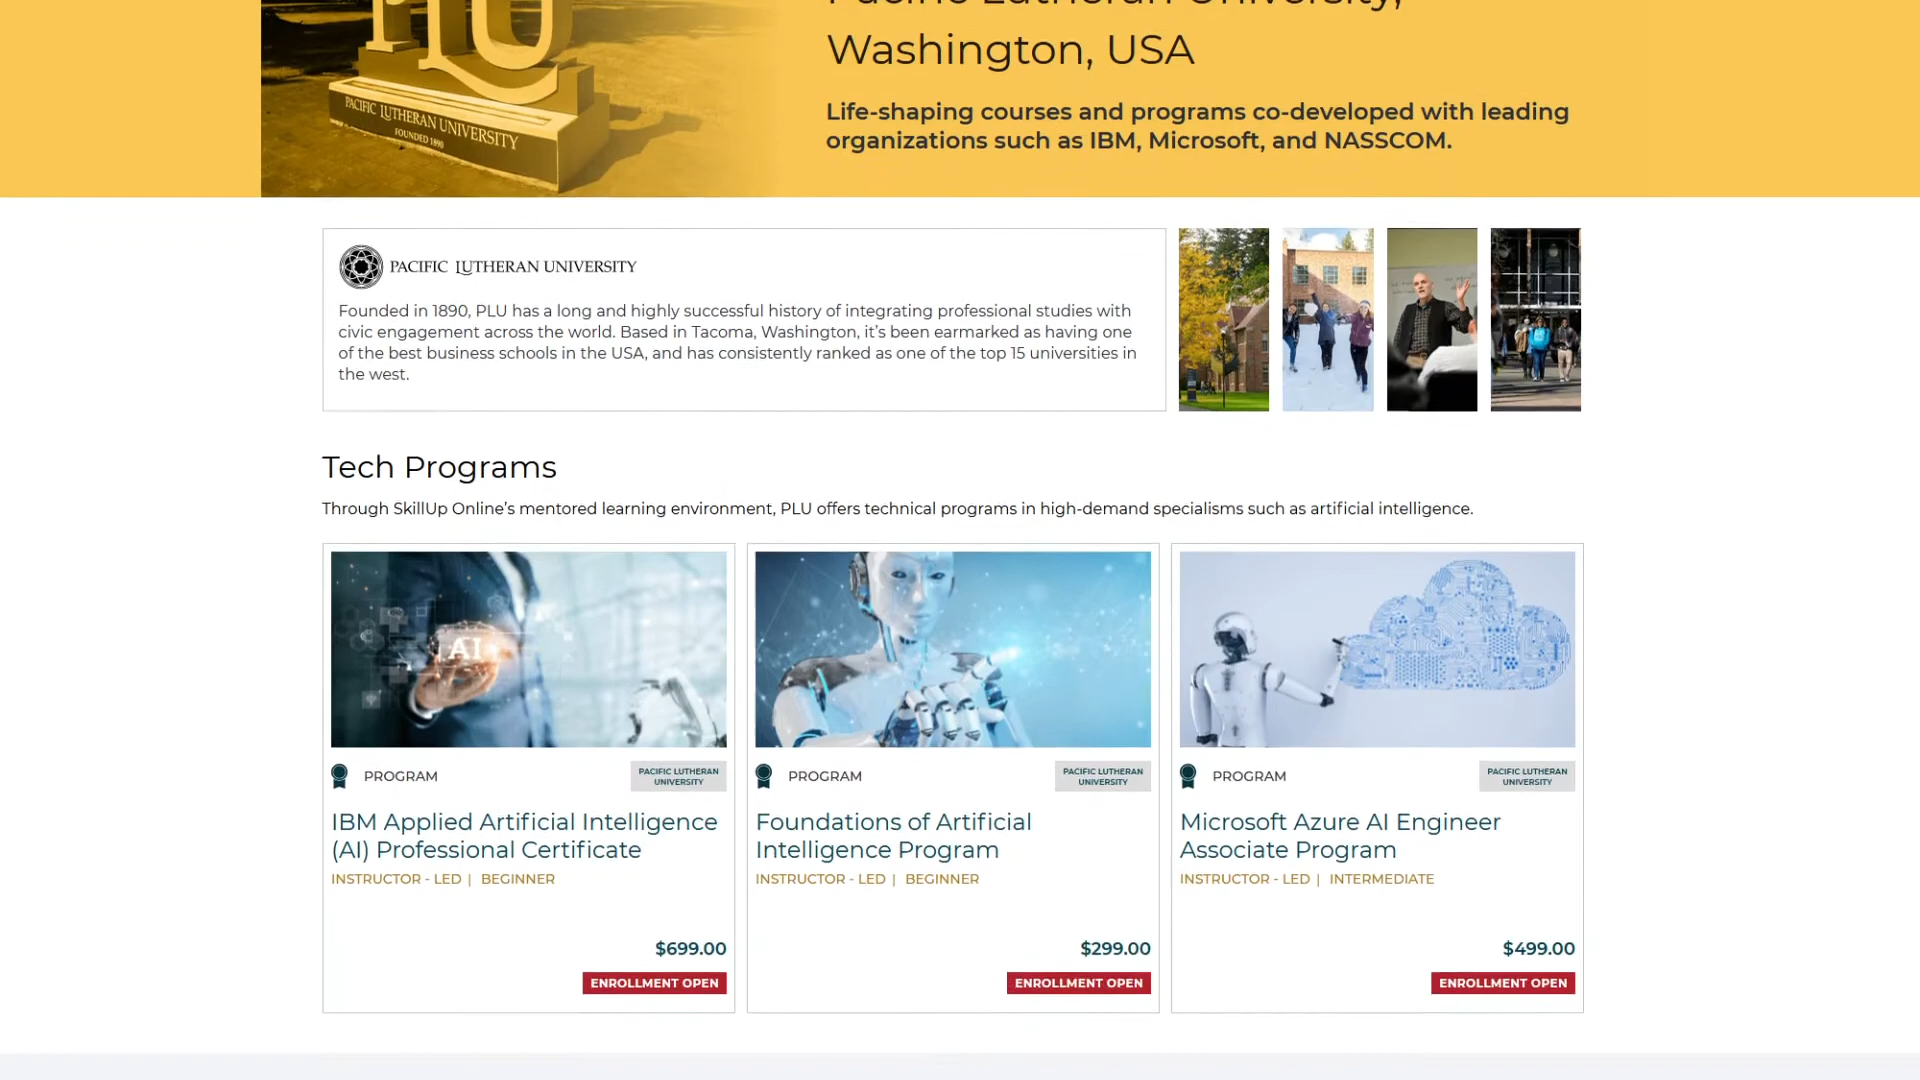 Pacific Lutheran University,
Washington, USA
Life-shaping courses and programs co-developed with leading
organizations such as IBM, Microsoft, and NASSCOM.
PLU
PACIFIC LUTHERAN UNIVERSITY
FOUNDED 1890
PACIFIC LUTHERAN UNIVERSITY
Founded in 1890, PLU has a long and highly successful history of integrating professional studies with
civic engagement across the world. Based in Tacoma, Washington, it's been earmarked as having one
of the best business schools in the USA, and has consistently ranked as one of the top 15 universities in
the west.
Tech Programs
Through SkillUp Online's mentored learning environment, PLU offers technical programs in high-demand specialisms such as artificial intelligence.
AI
PROGRAM
PACIFIC LUTHERAN
UNIVERSITY
IBM Applied Artificial Intelligence
(AI) Professional Certificate
INSTRUCTOR - LED | BEGINNER
$699.00
ENROLLMENT OPEN
PROGRAM
PACIFIC LUTHERAN
UNIVERSITY
Foundations of Artificial
Intelligence Program
INSTRUCTOR - LED | BEGINNER
$299.00
ENROLLMENT OPEN
PROGRAM
PACIFIC LUTHERAN
UNIVERSITY
Microsoft Azure AI Engineer
Associate Program
INSTRUCTOR - LED | INTERMEDIATE
$499.00
ENROLLMENT OPEN